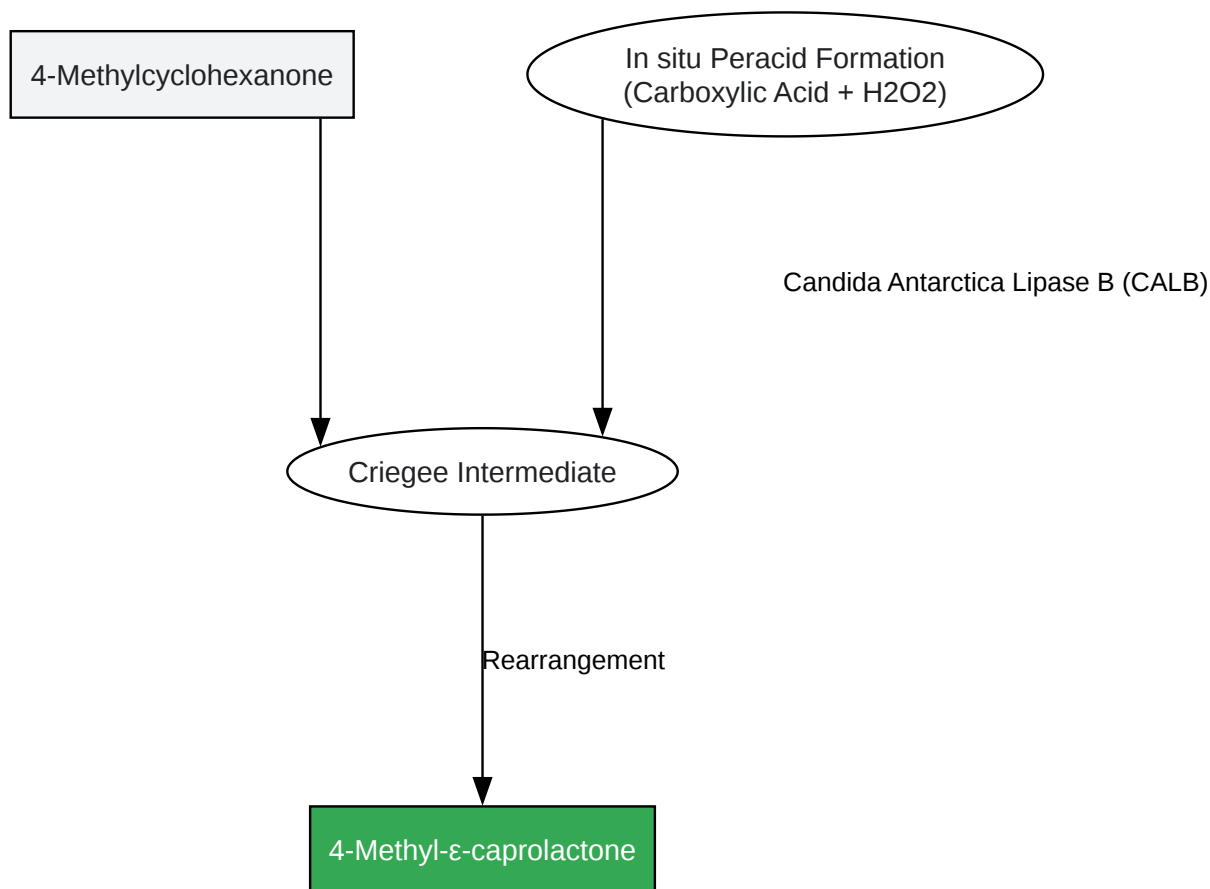 4-Methylcyclohexanone
In situ Peracid Formation
(Carboxylic Acid + H2O2)
Candida Antarctica Lipase B (CALB)
Criegee Intermediate
Rearrangement
4-Methyl-ε-caprolactone